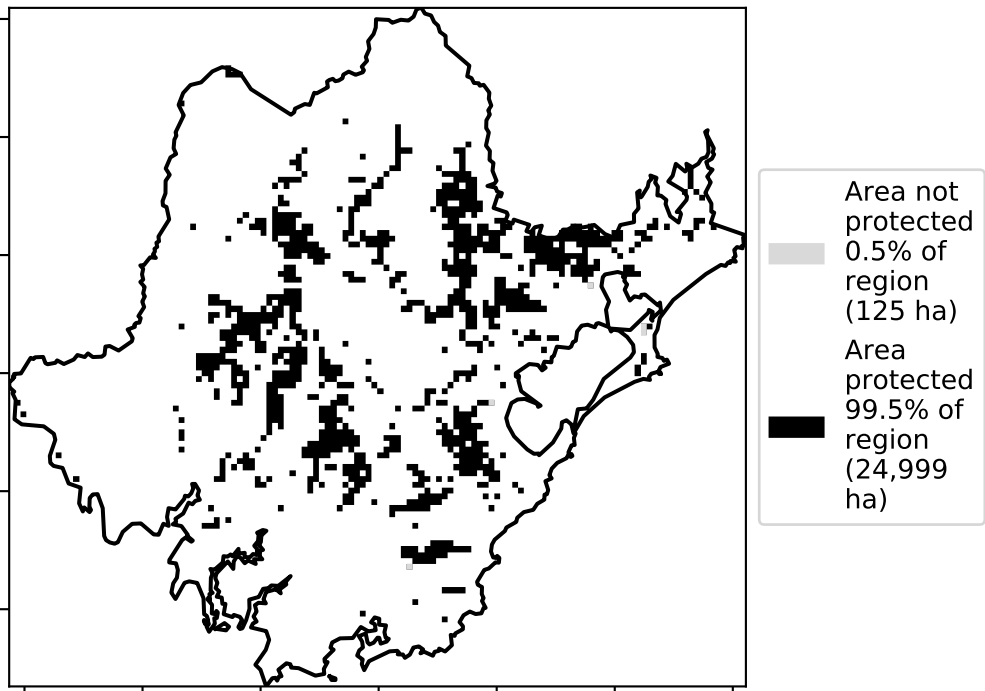 Area not
protected
0.5% of
region
(125 ha)
Area
protected
99.5% of
region
(24,999
ha)